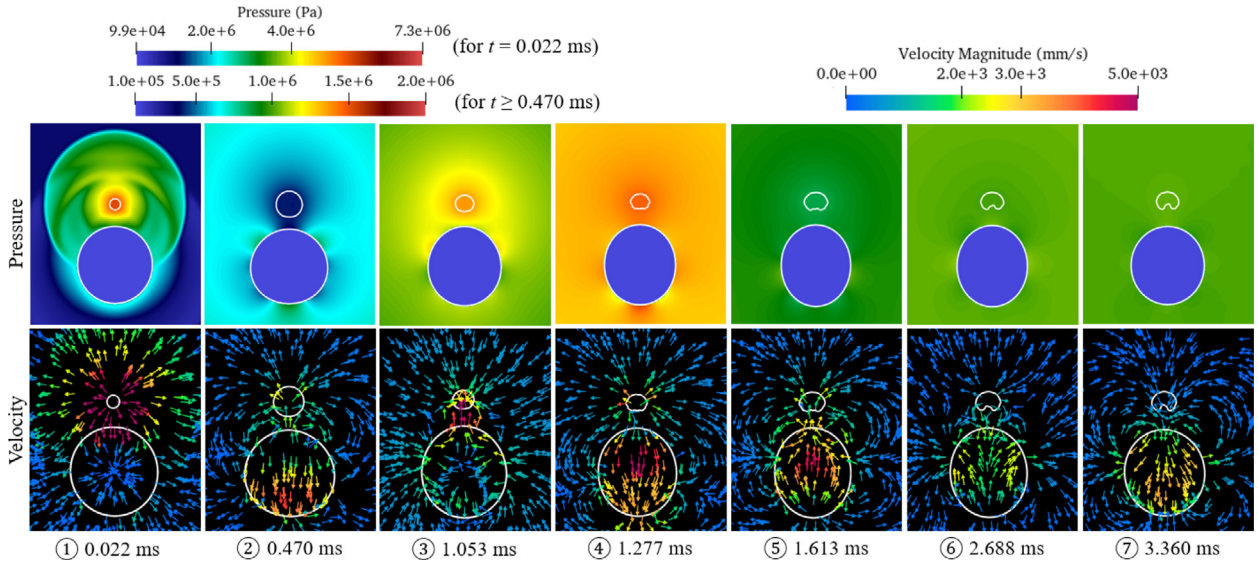 Pressure (Pa)
9.9e+04 2.0e+6 4.0e+6 7.3e+6 (for t = 0.022 ms)
1.0e+05 5.0e+5 1.0e+6 1.5e+6 2.0e+6
(for t ≥ 0.470 ms)
Velocity Magnitude (mm/s)
0.0e+00 2.0e+3 3.0e+3 5.0e+03
Pressure
Velocity
① 0.022 ms ② 0.470 ms ③ 1.053 ms ④ 1.277 ms ⑤ 1.613 ms ⑥ 2.688 ms ⑦ 3.360 ms